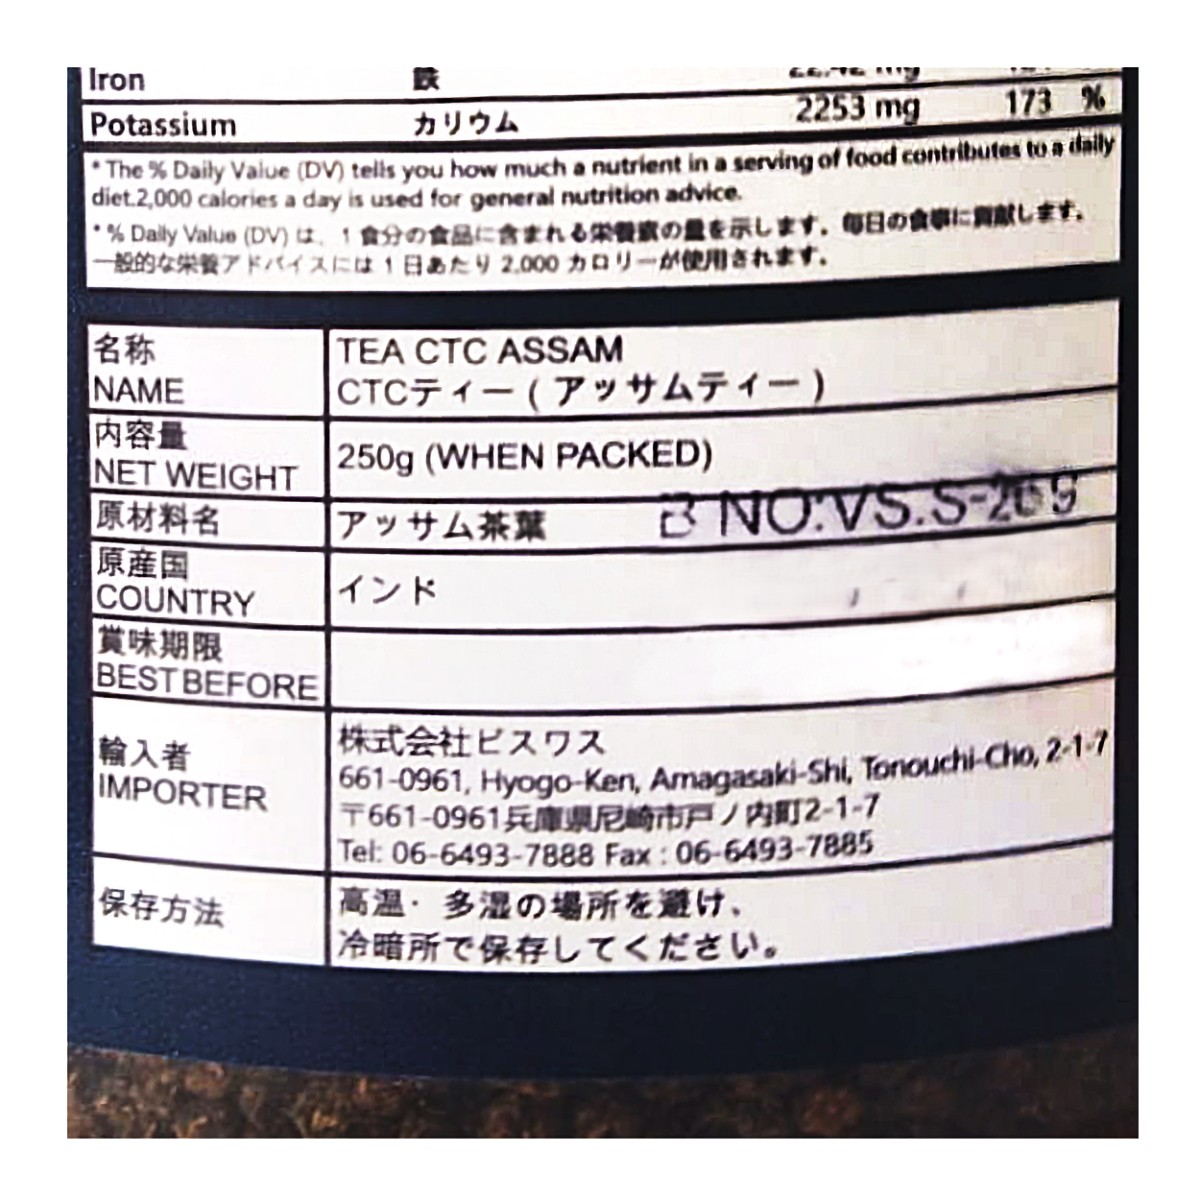 Iron 鉄 22.42 mg
Potassium カリウム 2253 mg 173 %
* The % Daily Value (DV) tells you how much a nutrient in a serving of food contributes to a daily
diet.2,000 calories a day is used for general nutrition advice.
* % Daily Value (DV) は、1 食分の食品に含まれる栄養素の量を示します。毎日の食事に貢献します。
一般的な栄養アドバイスには 1 日あたり 2,000 カロリーが使用されます。
名称 TEA CTC ASSAM
NAME CTCティー ( アッサムティー )
内容量
NET WEIGHT 250g (WHEN PACKED)
原材料名 アッサム茶葉 B NO:VS.S-269
原産国
COUNTRY インド
賞味期限
BEST BEFORE
輸入者
IMPORTER
株式会社ビスワス
661-0961, Hyogo-Ken, Amagasaki-Shi, Tonouchi-Cho, 2-1-7
〒661-0961兵庫県尼崎市戸ノ内町2-1-7
Tel: 06-6493-7888 Fax : 06-6493-7885
保存方法
高温・多湿の場所を避け、
冷暗所で保存してください。